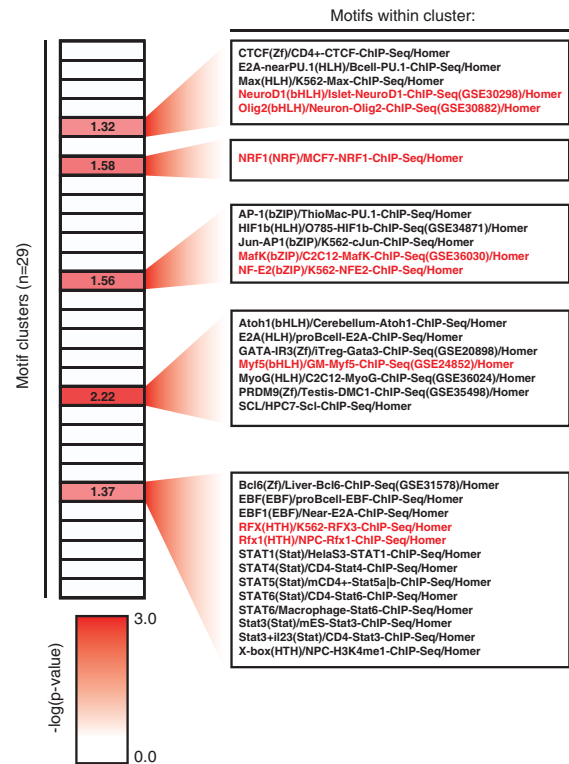 Motifs within cluster:
CTCF(Zf)/CD4+-CTCF-ChIP-Seq/Homer
E2A-nearPU.1(HLH)/Bcell-PU.1-ChIP-Seq/Homer
Max(HLH)/K562-Max-ChIP-Seq/Homer
NeuroD1(bHLH)/Islet-NeuroD1-ChIP-Seq(GSE30298)/Homer
Olig2(bHLH)/Neuron-Olig2-ChIP-Seq(GSE30882)/Homer
1.32
NRF1(NRF)/MCF7-NRF1-ChIP-Seq/Homer
1.58
AP-1(bZIP)/ThioMac-PU.1-ChIP-Seq/Homer
HIF1b(HLH)/O785-HIF1b-ChIP-Seq(GSE34871)/Homer
Jun-AP1(bZIP)/K562-cJun-ChIP-Seq/Homer
MafK(bZIP)/C2C12-MafK-ChIP-Seq(GSE36030)/Homer
NF-E2(bZIP)/K562-NFE2-ChIP-Seq/Homer
1.56
Motif clusters (n=29)
Atoh1(bHLH)/Cerebellum-Atoh1-ChIP-Seq/Homer
E2A(HLH)/proBcell-E2A-ChIP-Seq/Homer
GATA-IR3(Zf)/iTreg-Gata3-ChIP-Seq(GSE20898)/Homer
Myf5(bHLH)/GM-Myf5-ChIP-Seq(GSE24852)/Homer
MyoG(HLH)/C2C12-MyoG-ChIP-Seq(GSE36024)/Homer
PRDM9(Zf)/Testis-DMC1-ChIP-Seq(GSE35498)/Homer
SCL/HPC7-Scl-ChIP-Seq/Homer
2.22
Bcl6(Zf)/Liver-Bcl6-ChIP-Seq(GSE31578)/Homer
EBF(EBF)/proBcell-EBF-ChIP-Seq/Homer
EBF1(EBF)/Near-E2A-ChIP-Seq/Homer
RFX(HTH)/K562-RFX3-ChIP-Seq/Homer
Rfx1(HTH)/NPC-Rfx1-ChIP-Seq/Homer
STAT1(Stat)/HelaS3-STAT1-ChIP-Seq/Homer
STAT4(Stat)/CD4-Stat4-ChIP-Seq/Homer
STAT5(Stat)/mCD4+-Stat5a|b-ChIP-Seq/Homer
STAT6(Stat)/CD4-Stat6-ChIP-Seq/Homer
STAT6/Macrophage-Stat6-ChIP-Seq/Homer
Stat3(Stat)/mES-Stat3-ChIP-Seq/Homer
Stat3+il23(Stat)/CD4-Stat3-ChIP-Seq/Homer
X-box(HTH)/NPC-H3K4me1-ChIP-Seq/Homer
1.37
3.0
-log(p-value)
0.0